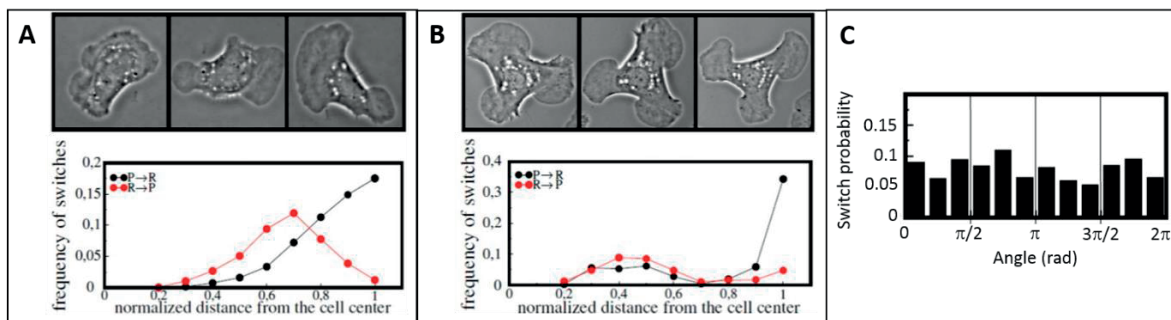 A
frequency of switches
0,2
0,15
0,1
0,05
0
P→R
R→P
0
0,2
0,4
0,6
0,8
1
normalized distance from the cell center
B
frequency of switches
0,4
0,3
0,2
0,1
0
P→R
R→P
0
0,2
0,4
0,6
0,8
1
normalized distance from the cell center
C
Switch probability
0.15
0.1
0.05
0
0
π/2
π
3π/2
2π
Angle (rad)